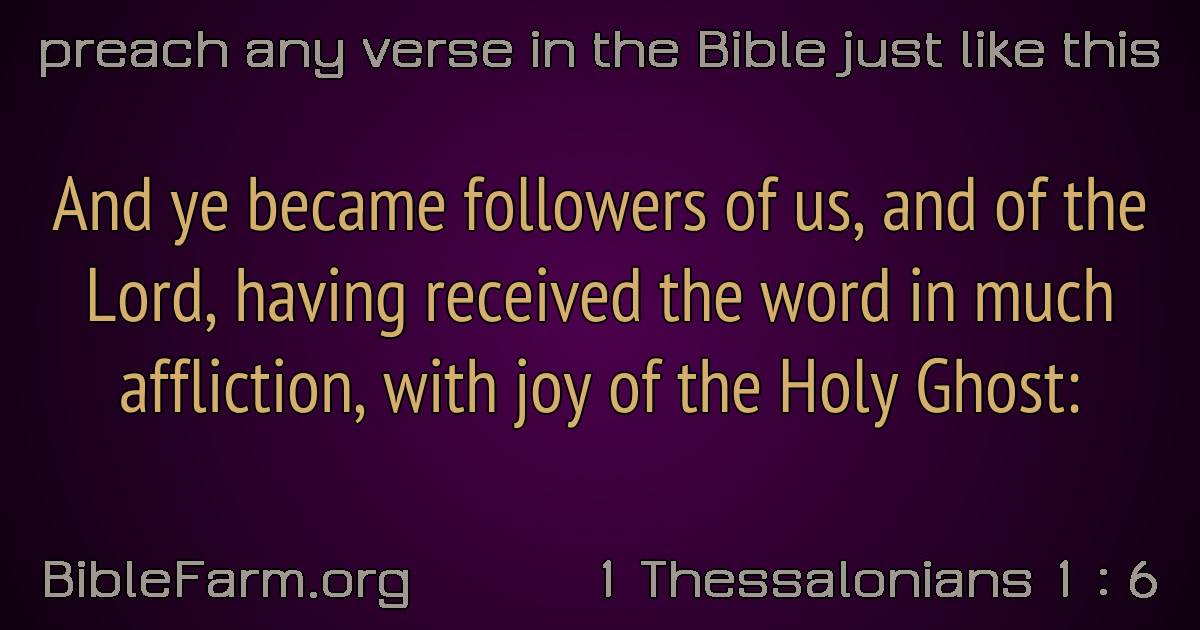 preach any verse in the Bible just like this
And ye became followers of us, and of the
Lord, having received the word in much
affliction, with joy of the Holy Ghost:
BibleFarm.org
1 Thessalonians 1 : 6